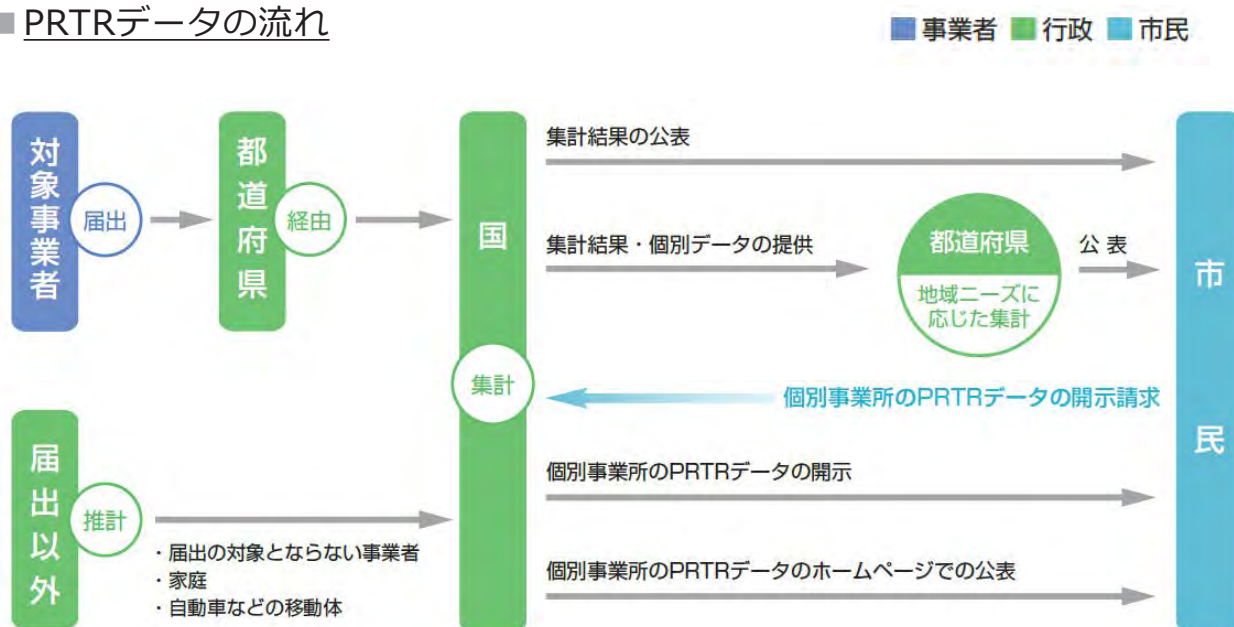 PRTRデータの流れ
事業者 行政 市民
対象事業者
届出
都道府県
経由
国
集計
集計結果の公表
集計結果・個別データの提供
都道府県
地域ニーズに
応じた集計
公 表
個別事業所のPRTRデータの開示請求
個別事業所のPRTRデータの開示
個別事業所のPRTRデータのホームページでの公表
市民
届出以外
推計
・届出の対象とならない事業者
・家庭
・自動車などの移動体